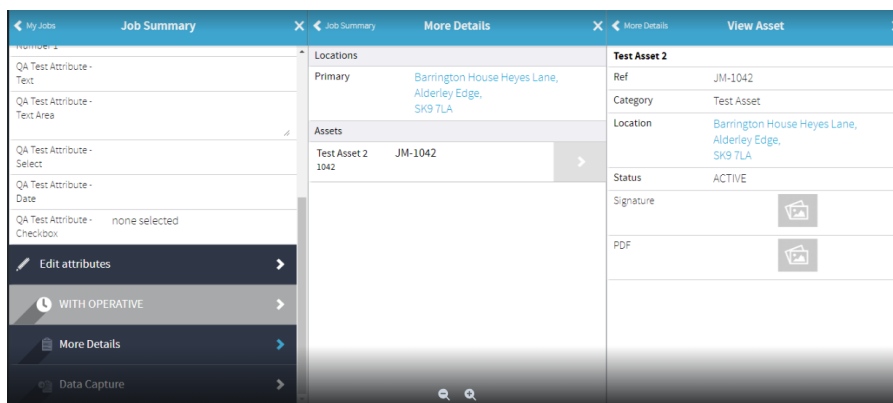 My Jobs
Job Summary
Number 1
QA Test Attribute -
Text
QA Test Attribute -
Text Area
QA Test Attribute -
Select
QA Test Attribute -
Date
QA Test Attribute -
Checkbox
none selected
Edit attributes
WITH OPERATIVE
More Details
Data Capture
Job Summary
More Details
Locations
Primary
Barrington House Heyes Lane,
Alderley Edge,
SK9 7LA
Assets
Test Asset 2
1042
JM-1042
More Details
View Asset
Test Asset 2
Ref
JM-1042
Category
Test Asset
Location
Barrington House Heyes Lane,
Alderley Edge,
SK9 7LA
Status
ACTIVE
Signature
PDF